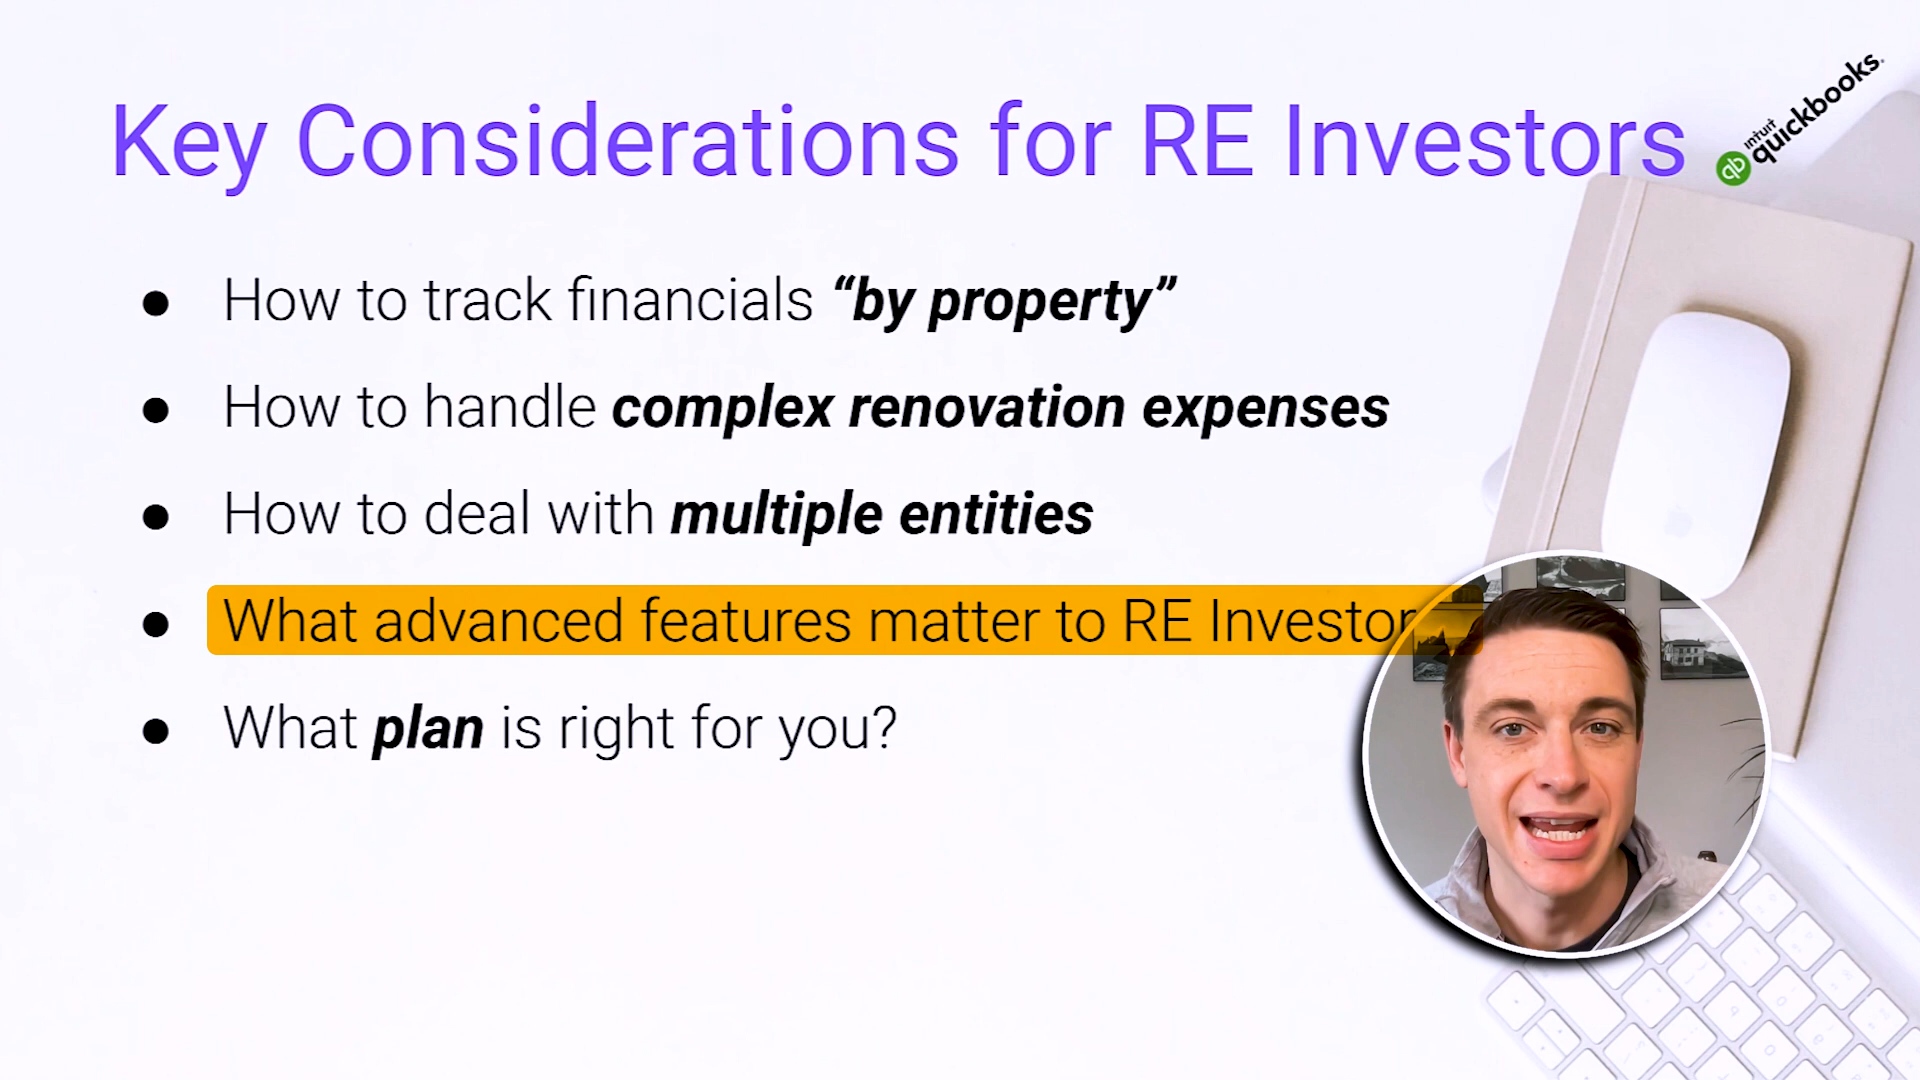 Key Considerations for RE Investors
INTUIT
quickbooks.
How to track financials “by property”
How to handle complex renovation expenses
How to deal with multiple entities
What advanced features matter to RE Investor
What plan is right for you?